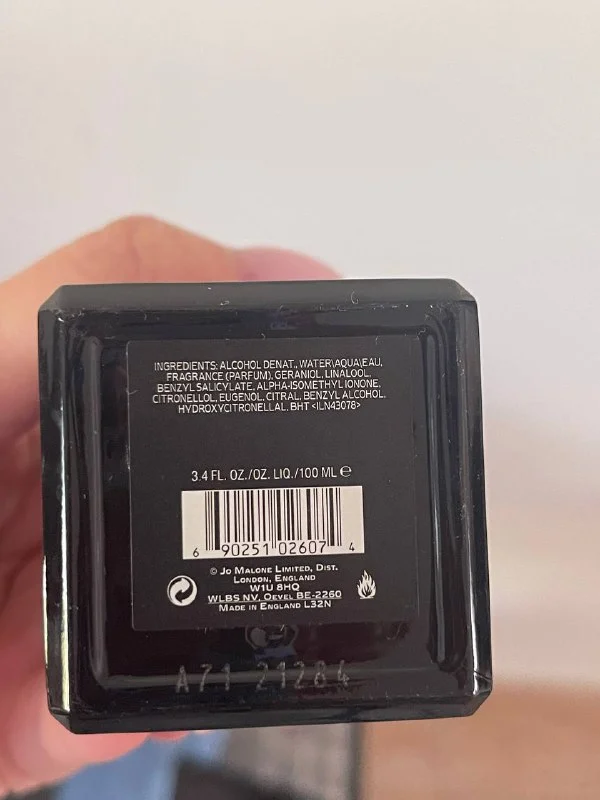 INGREDIENTS: ALCOHOL DENAT., WATER\AQUA\EAU,
FRAGRANCE (PARFUM), GERANIOL, LINALOOL,
BENZYL SALICYLATE, ALPHA-ISOMETHYL IONONE,
CITRONELLOL, EUGENOL, CITRAL, BENZYL ALCOHOL,
HYDROXYCITRONELLAL, BHT <ILN43078>
3.4 FL. OZ./OZ. LIQ./100 ML ℮
6 90251 02607 4
© JO MALONE LIMITED, DIST.
LONDON, ENGLAND
W1U 8HQ
WLBS NV, OEVEL BE-2260
MADE IN ENGLAND L32N
A71 21284